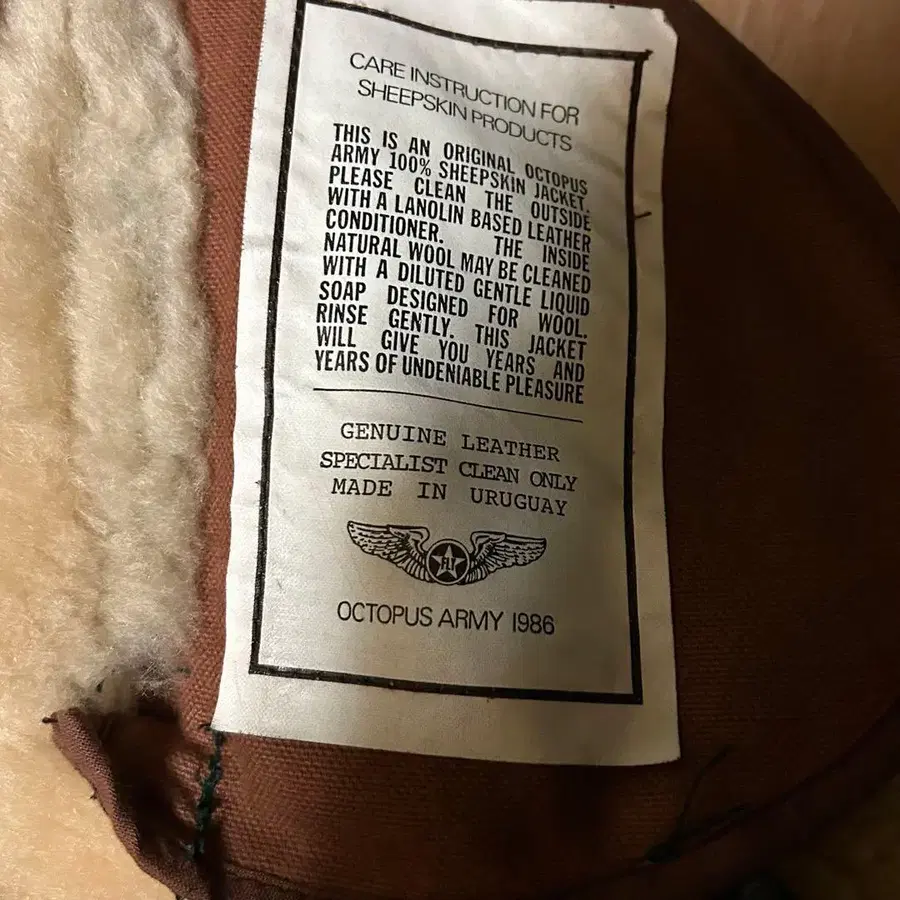 CARE INSTRUCTION FOR
SHEEPSKIN PRODUCTS
THIS IS AN ORIGINAL OCTOPUS
ARMY 100% SHEEPSKIN JACKET.
PLEASE CLEAN THE OUTSIDE
WITH A LANOLIN BASED LEATHER
CONDITIONER. THE INSIDE
NATURAL WOOL MAY BE CLEANED
WITH A DILUTED GENTLE LIQUID
SOAP DESIGNED FOR WOOL.
RINSE GENTLY. THIS JACKET
WILL GIVE YOU YEARS AND
YEARS OF UNDENIABLE PLEASURE
GENUINE LEATHER
SPECIALIST CLEAN ONLY
MADE IN URUGUAY
FLY
OCTOPUS ARMY 1986